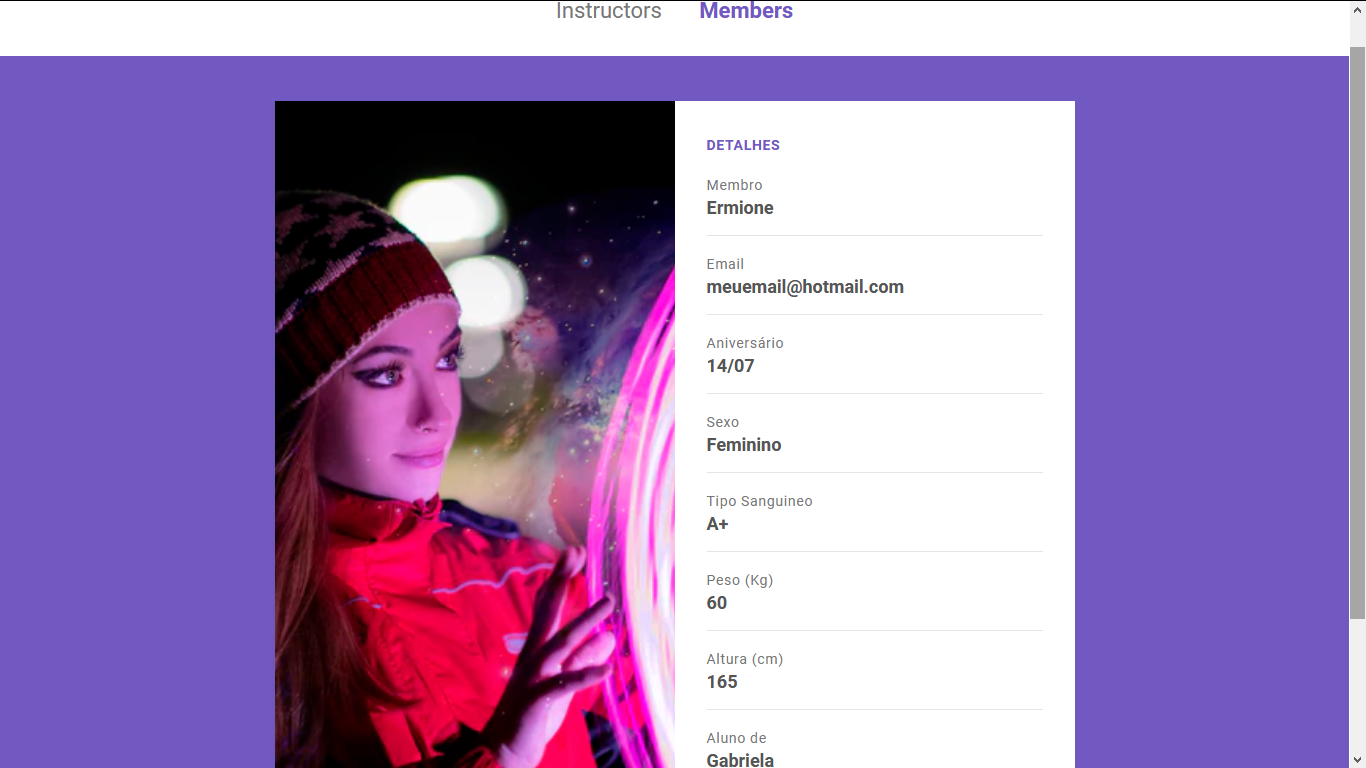 Instructors Members
DETALHES
Membro
Ermione
Email
meuemail@hotmail.com
Aniversário
14/07
Sexo
Feminino
Tipo Sanguineo
A+
Peso (Kg)
60
Altura (cm)
165
Aluno de
Gabriela